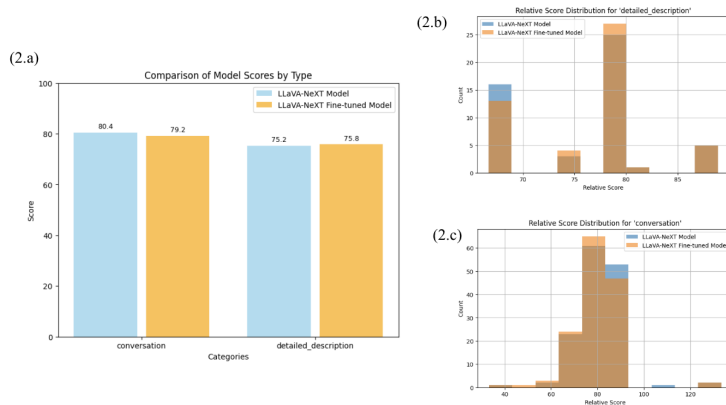 (2.a)
Comparison of Model Scores by Type
LLaVA-NeXT Model
LLaVA-NeXT Fine-tuned Model
100
80
60
40
20
0
Score
80.4
79.2
75.2
75.8
conversation
detailed_description
Categories
(2.b)
Relative Score Distribution for 'detailed_description'
LLaVA-NeXT Model
LLaVA-NeXT Fine-tuned Model
25
20
15
10
5
0
Count
70
75
80
85
Relative Score
(2.c)
Relative Score Distribution for 'conversation'
LLaVA-NeXT Model
LLaVA-NeXT Fine-tuned Model
60
50
40
30
20
10
0
Count
40
60
80
100
120
Relative Score